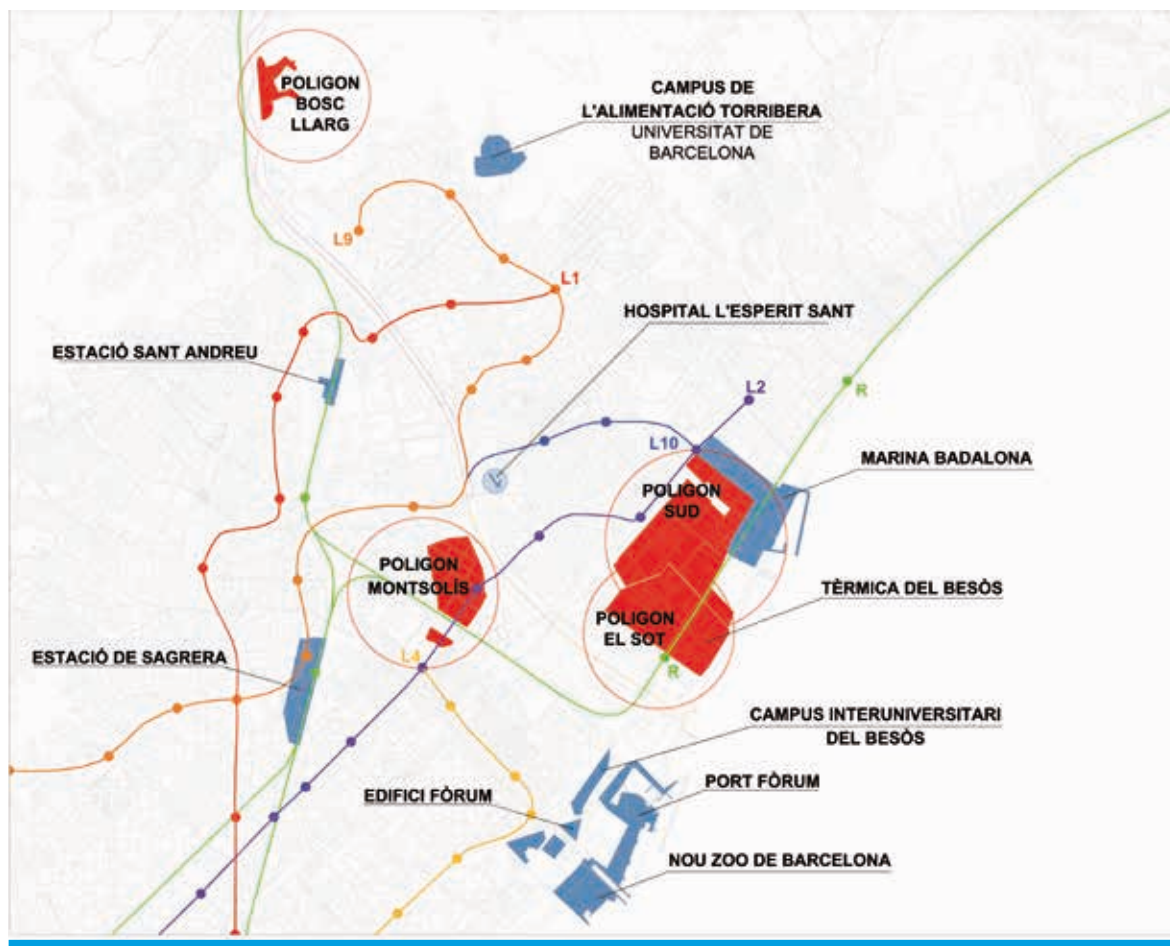 POLIGON
BOSC
LLARG
CAMPUS DE
L'ALIMENTACIÓ TORRIBERA
UNIVERSITAT DE
BARCELONA
L9
L1
HOSPITAL L'ESPERIT SANT
ESTACIÓ SANT ANDREU
L2
R
L10
MARINA BADALONA
POLIGON
SUD
POLIGON
MONTSOLÍS
TÈRMICA DEL BESÒS
POLIGON
EL SOT
ESTACIÓ DE SAGRERA
L4
R
CAMPUS INTERUNIVERSITARI
DEL BESÒS
PORT FÒRUM
EDIFICI FÒRUM
NOU ZOO DE BARCELONA